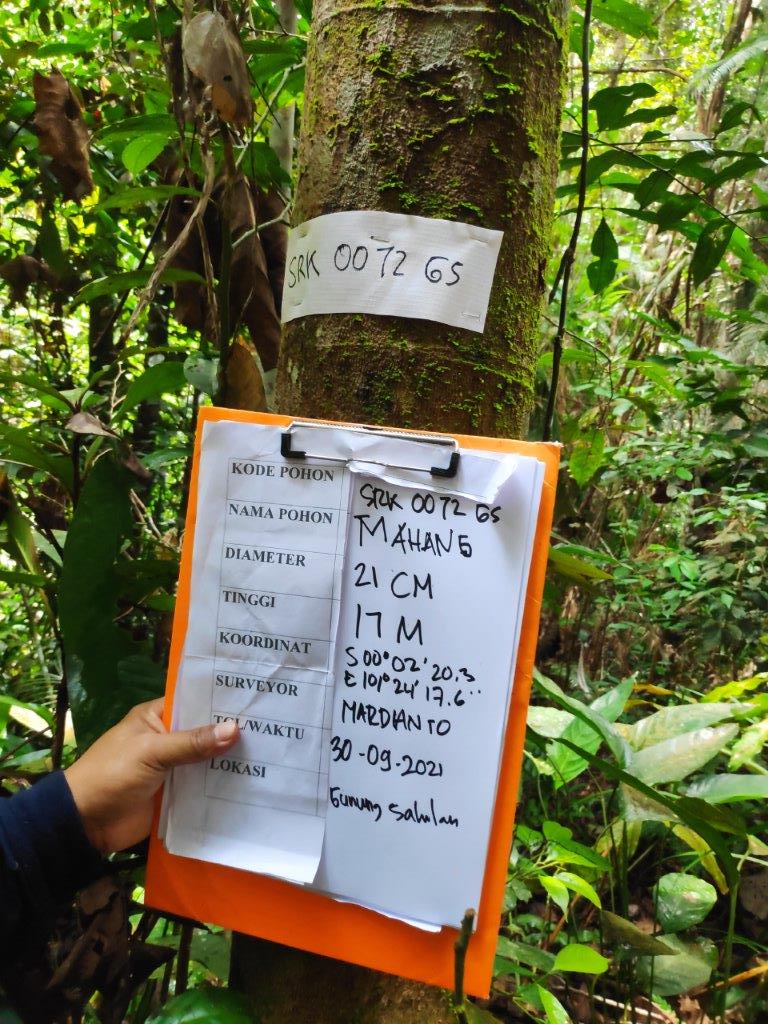 SRK 0072 GS
KODE POHON SRK 0072 GS
NAMA POHON MAHANG
DIAMETER 21 CM
TINGGI 17 M
KOORDINAT S 00°02'20.3
E 101°24'17.6"
SURVEYOR MARDIANTO
TGL/WAKTU 30-09-2021
LOKASI Gunung Sahilan